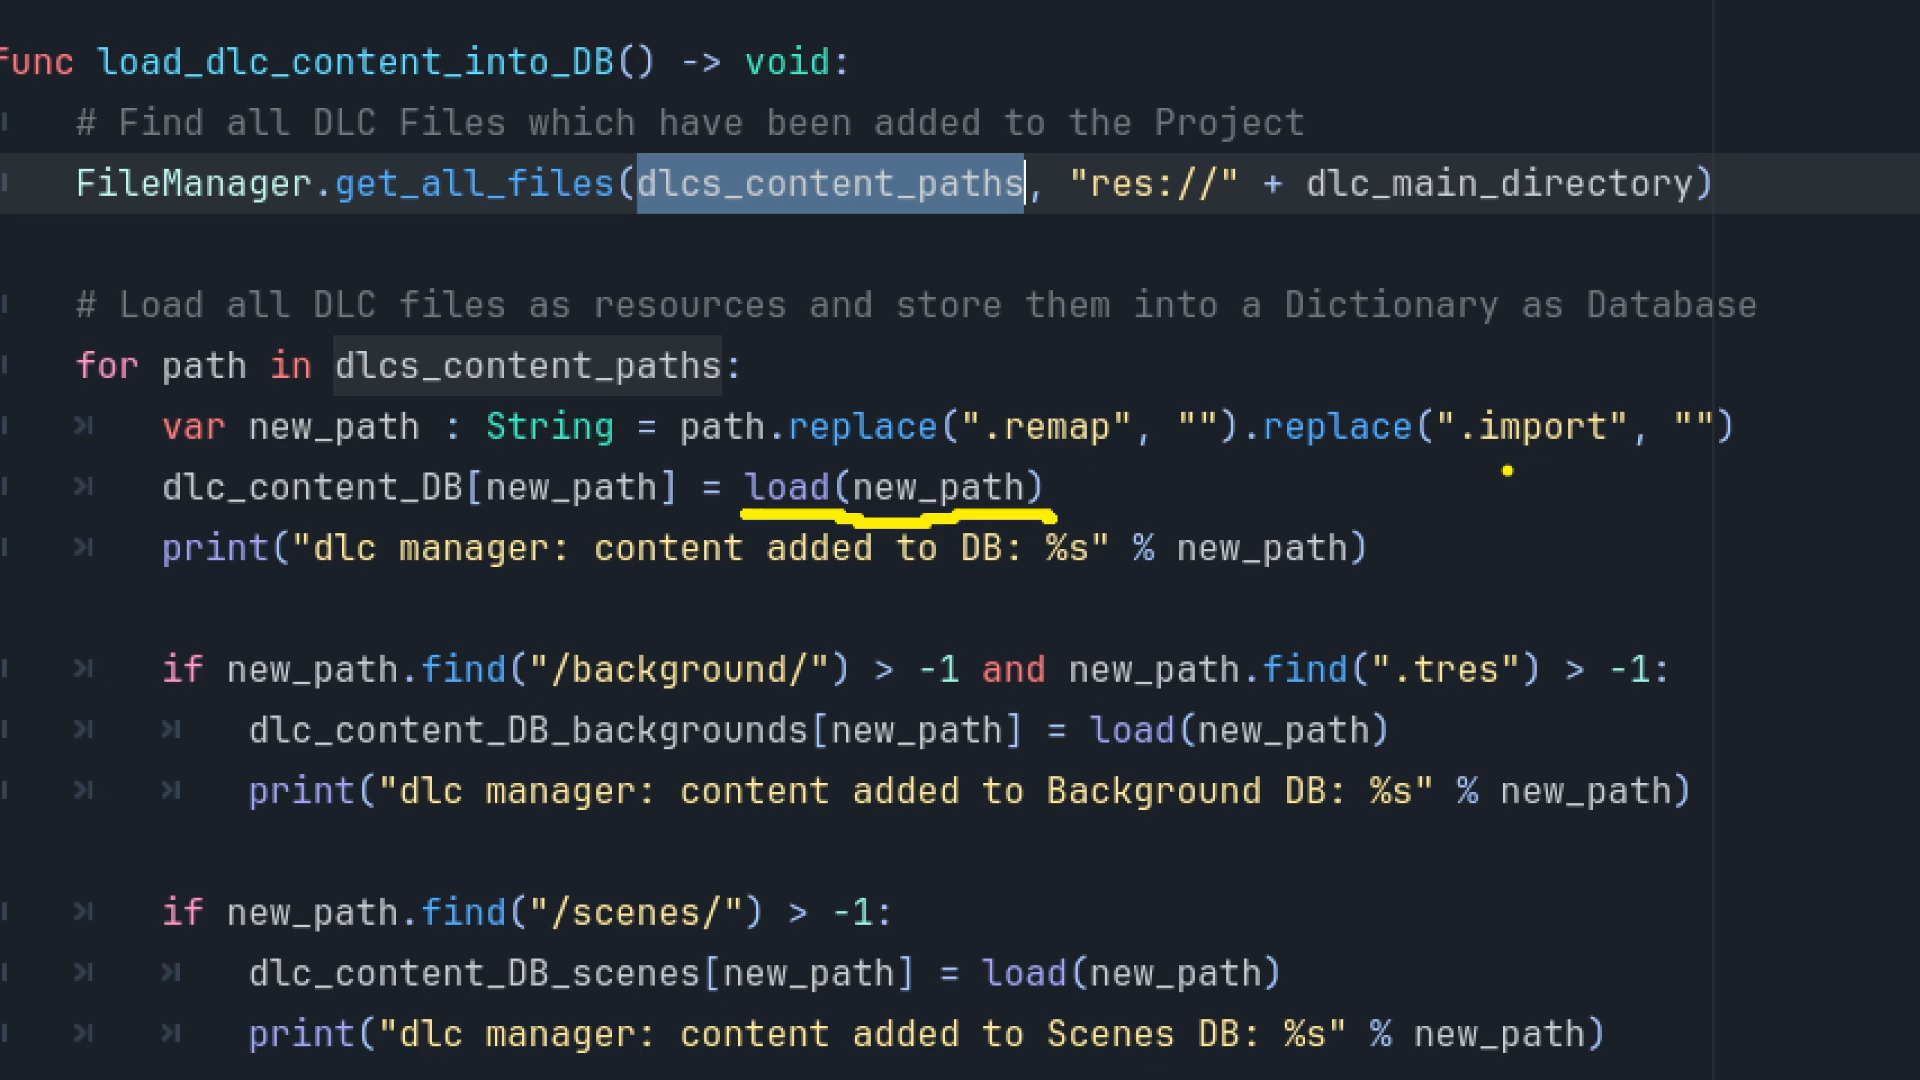 func load_dlc_content_into_DB() -> void:
# Find all DLC Files which have been added to the Project
FileManager.get_all_files(dlcs_content_paths, "res://" + dlc_main_directory)
# Load all DLC files as resources and store them into a Dictionary as Database
for path in dlcs_content_paths:
var new_path : String = path.replace(".remap", "").replace(".import", "")
dlc_content_DB[new_path] = load(new_path)
print("dlc manager: content added to DB: %s" % new_path)
if new_path.find("/background/") > -1 and new_path.find(".tres") > -1:
dlc_content_DB_backgrounds[new_path] = load(new_path)
print("dlc manager: content added to Background DB: %s" % new_path)
if new_path.find("/scenes/") > -1:
dlc_content_DB_scenes[new_path] = load(new_path)
print("dlc manager: content added to Scenes DB: %s" % new_path)